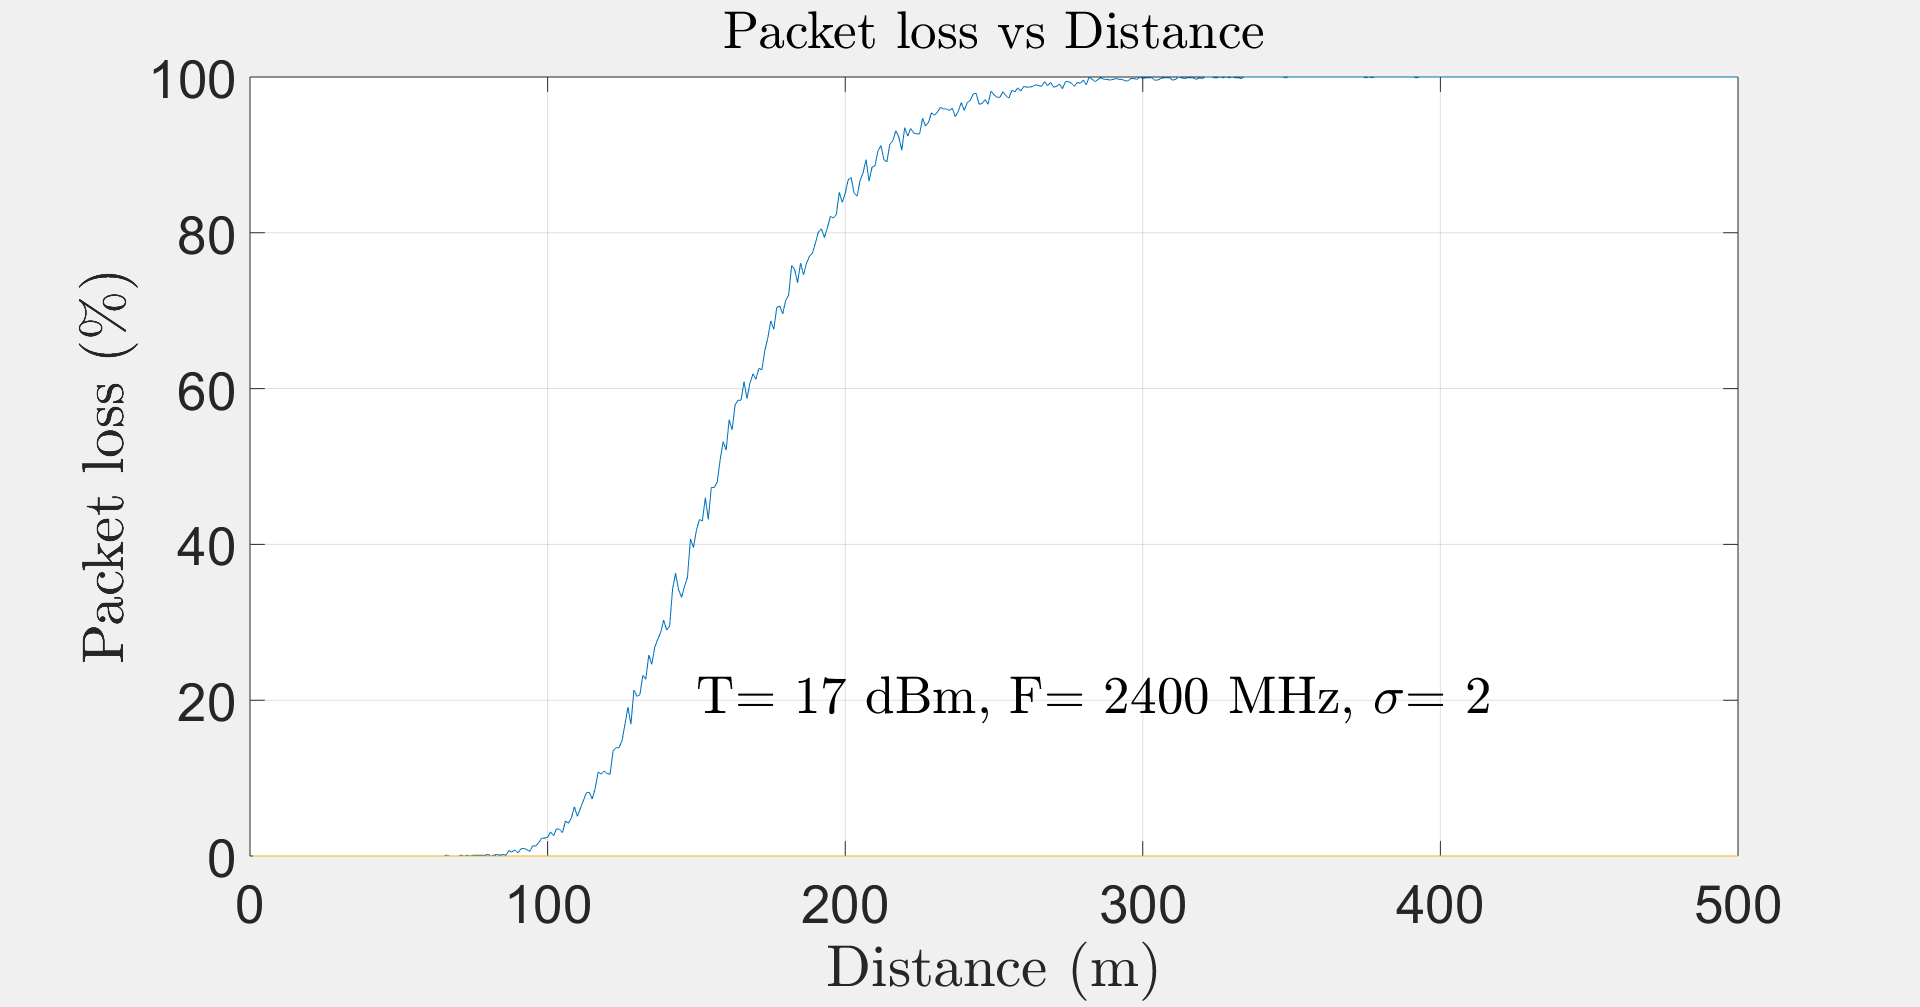 Packet loss vs Distance
100
80
60
40
20
0
Packet loss (%)
T= 17 dBm, F= 2400 MHz, σ= 2
0 100 200 300 400 500
Distance (m)